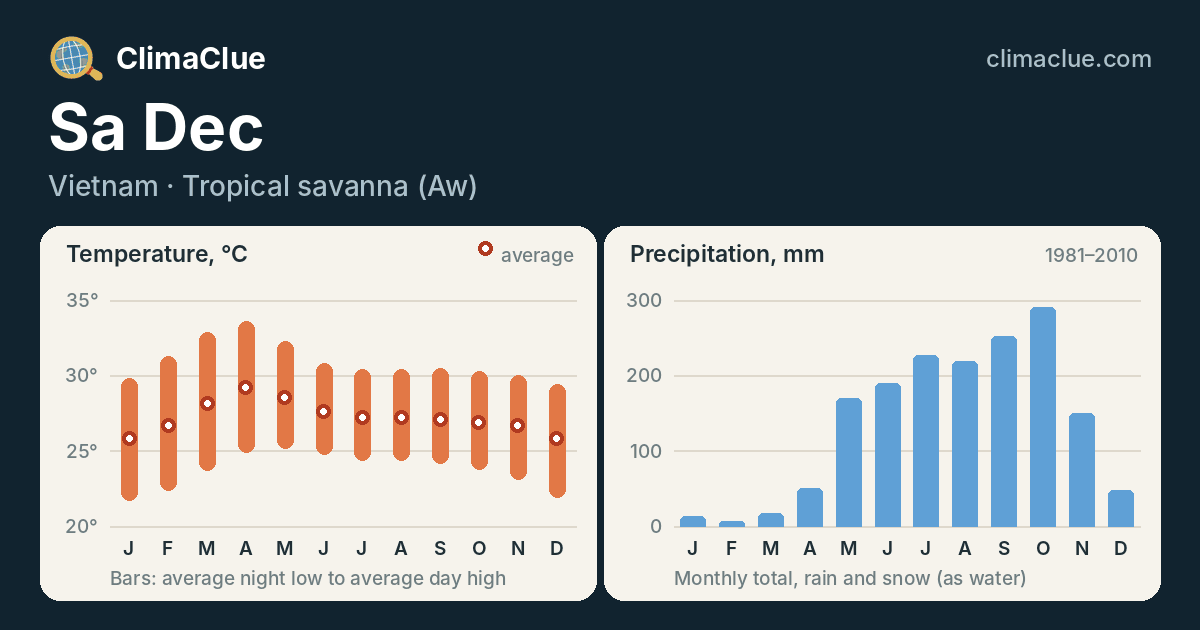 ClimaClue
climaclue.com
Sa Dec
Vietnam · Tropical savanna (Aw)
Temperature, °C
average
35°
30°
25°
20°
J F M A M J J A S O N D
Bars: average night low to average day high
Precipitation, mm
1981–2010
300
200
100
0
J F M A M J J A S O N D
Monthly total, rain and snow (as water)